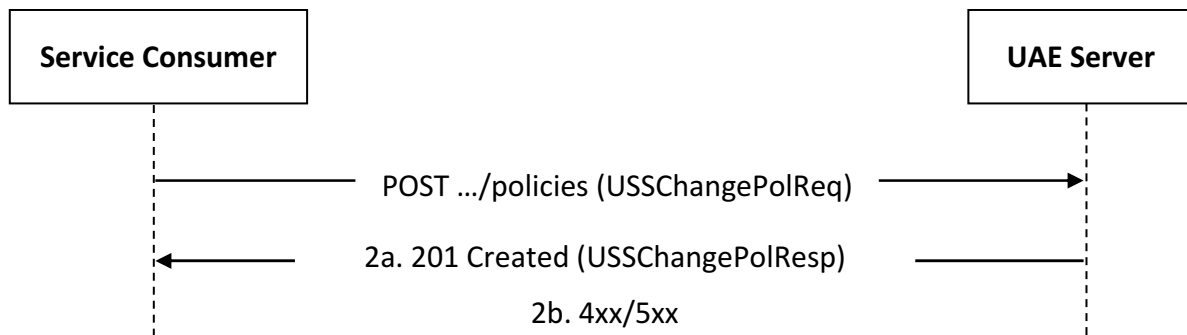 Service Consumer
UAE Server
POST …/policies (USSChangePolReq)
2a. 201 Created (USSChangePolResp)
2b. 4xx/5xx